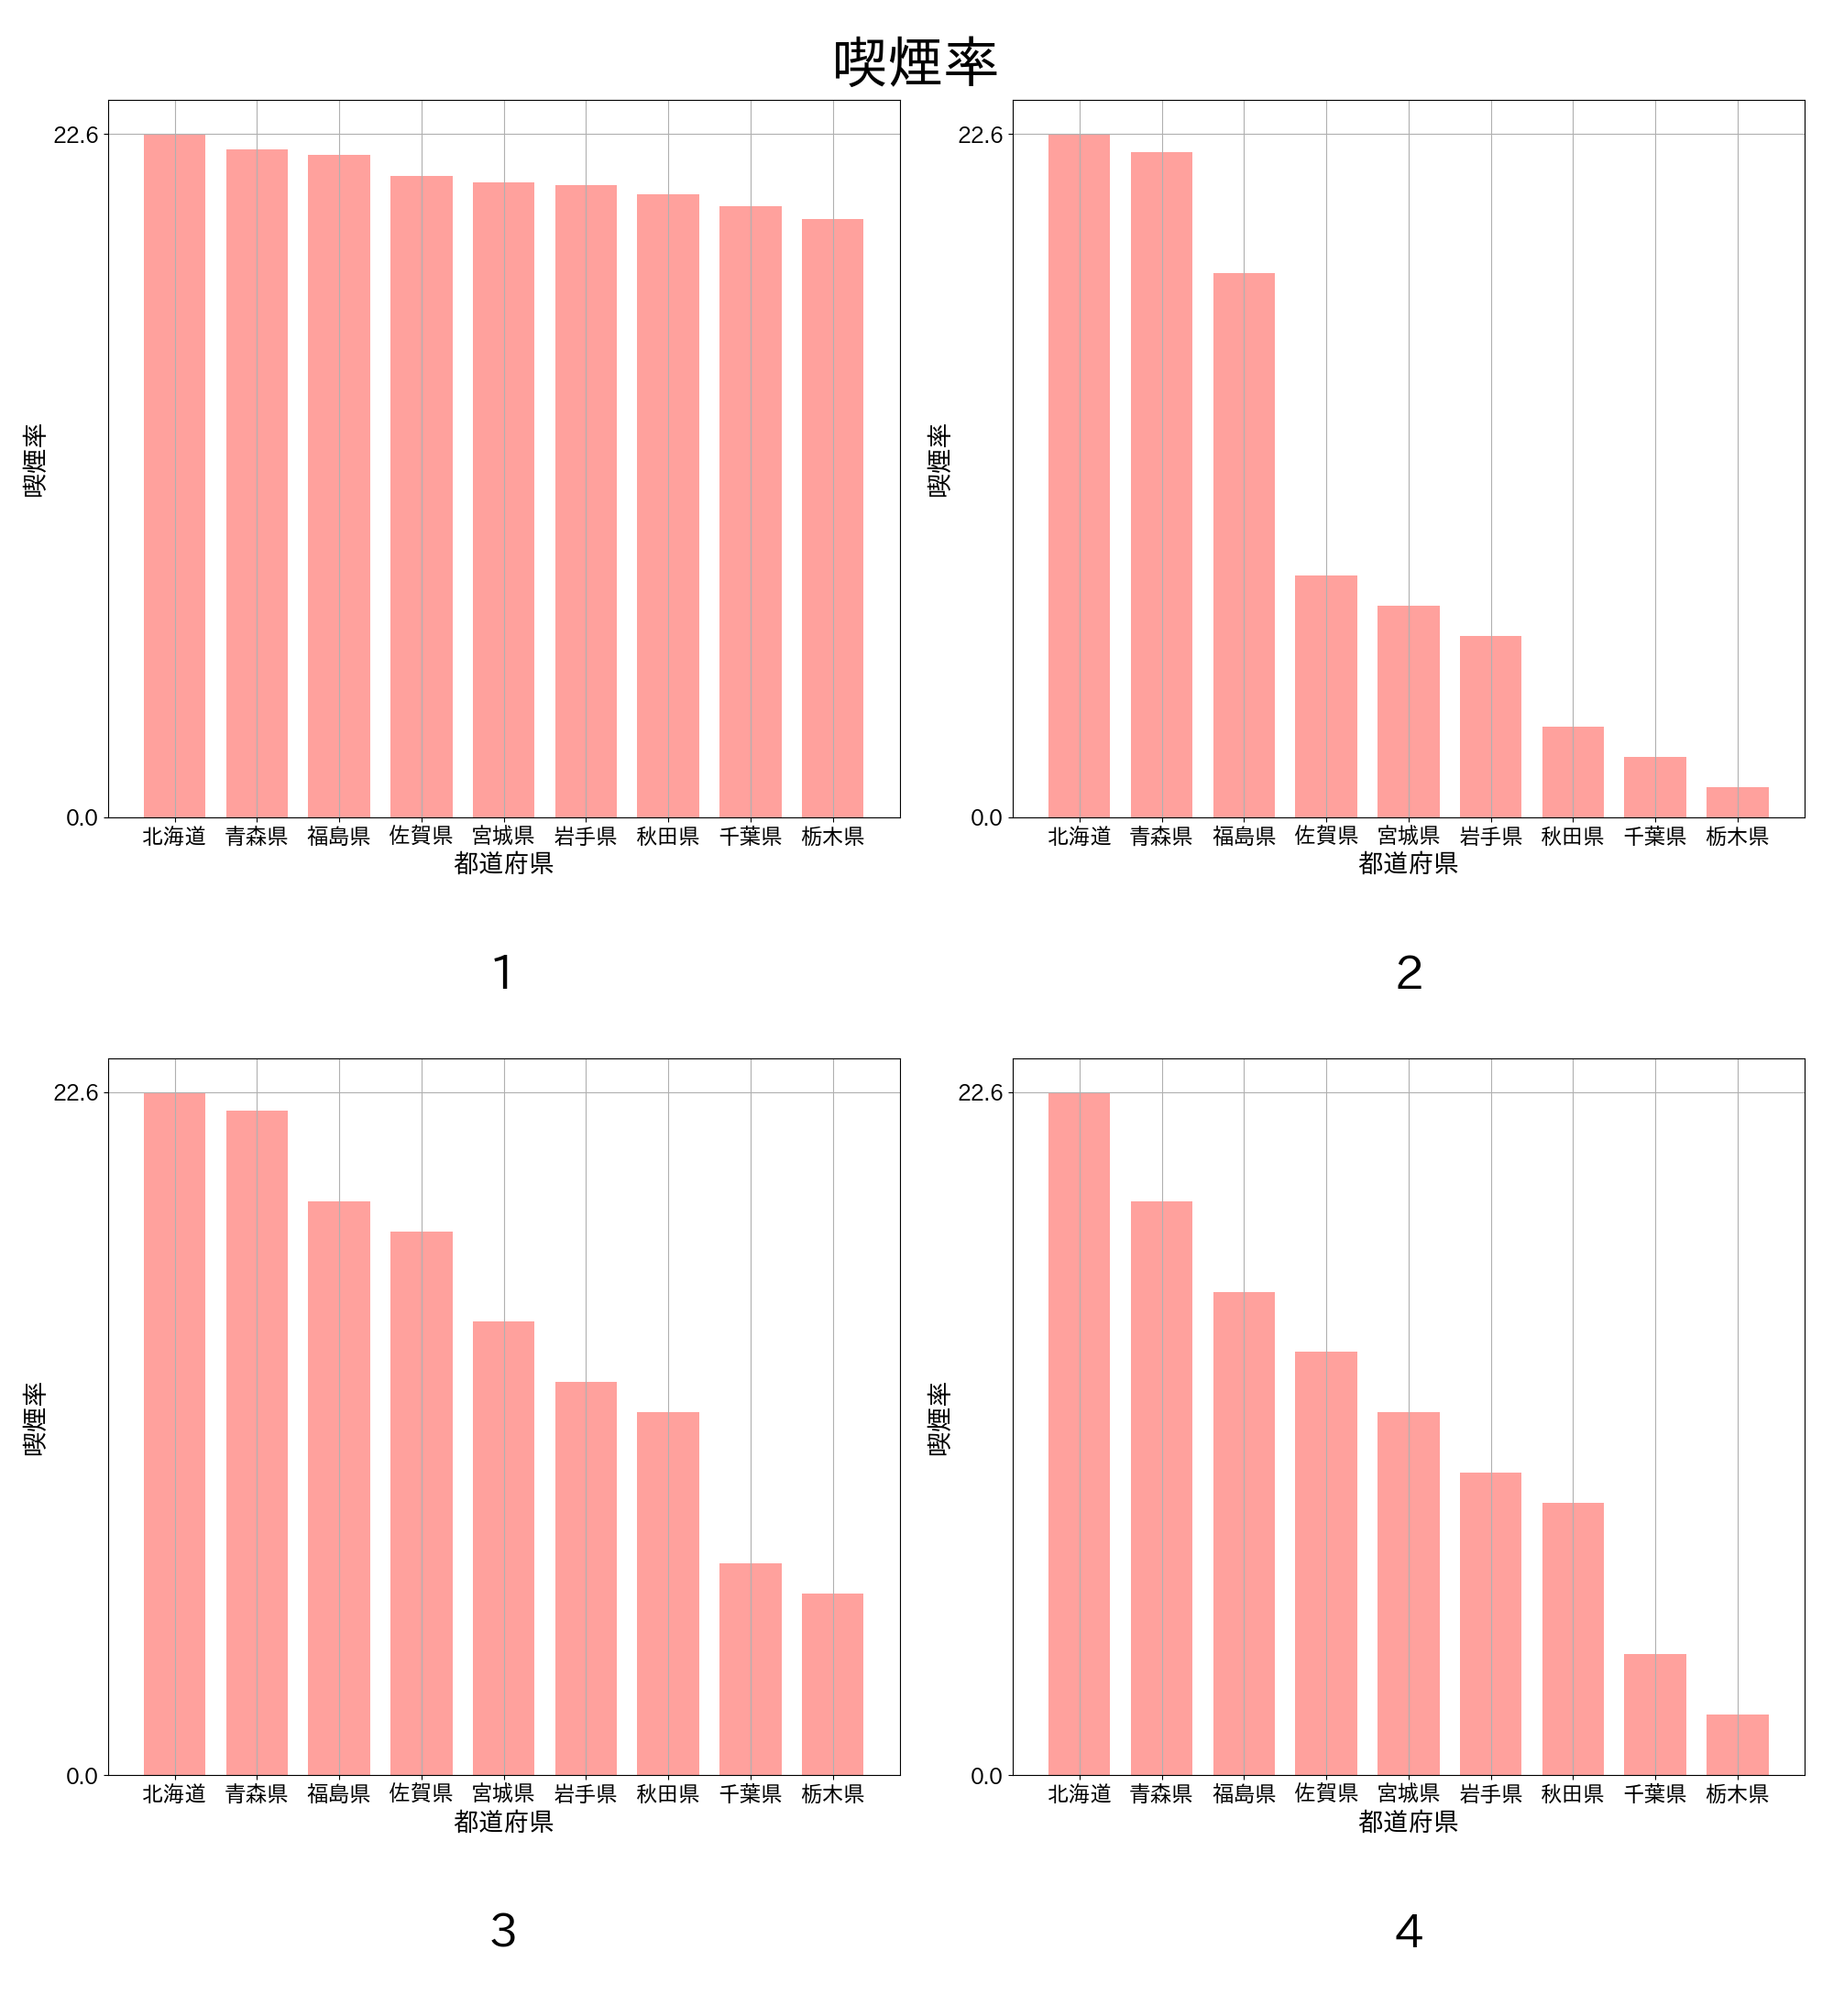 喫煙率
22.6
喫煙率
0.0
北海道 青森県 福島県 佐賀県 宮城県 岩手県 秋田県 千葉県 栃木県
都道府県
1
22.6
喫煙率
0.0
北海道 青森県 福島県 佐賀県 宮城県 岩手県 秋田県 千葉県 栃木県
都道府県
2
22.6
喫煙率
0.0
北海道 青森県 福島県 佐賀県 宮城県 岩手県 秋田県 千葉県 栃木県
都道府県
3
22.6
喫煙率
0.0
北海道 青森県 福島県 佐賀県 宮城県 岩手県 秋田県 千葉県 栃木県
都道府県
4